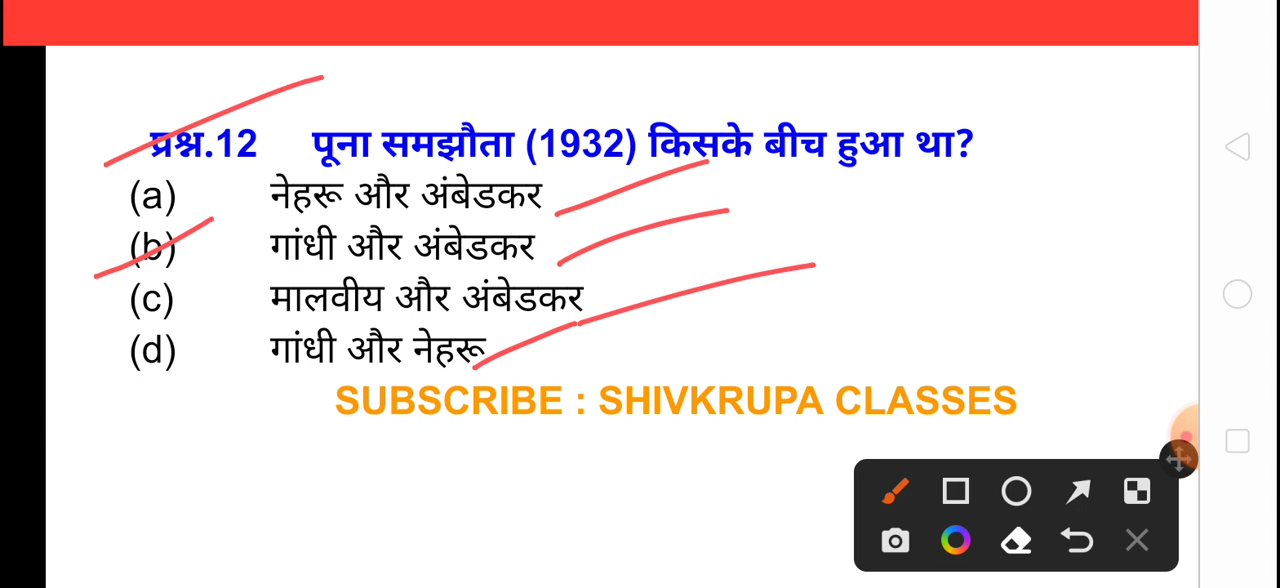 प्रश्न.12 पूना समझौता (1932) किसके बीच हुआ था?
(a) नेहरू और अंबेडकर
(b) गांधी और अंबेडकर
(c) मालवीय और अंबेडकर
(d) गांधी और नेहरू
SUBSCRIBE : SHIVKRUPA CLASSES